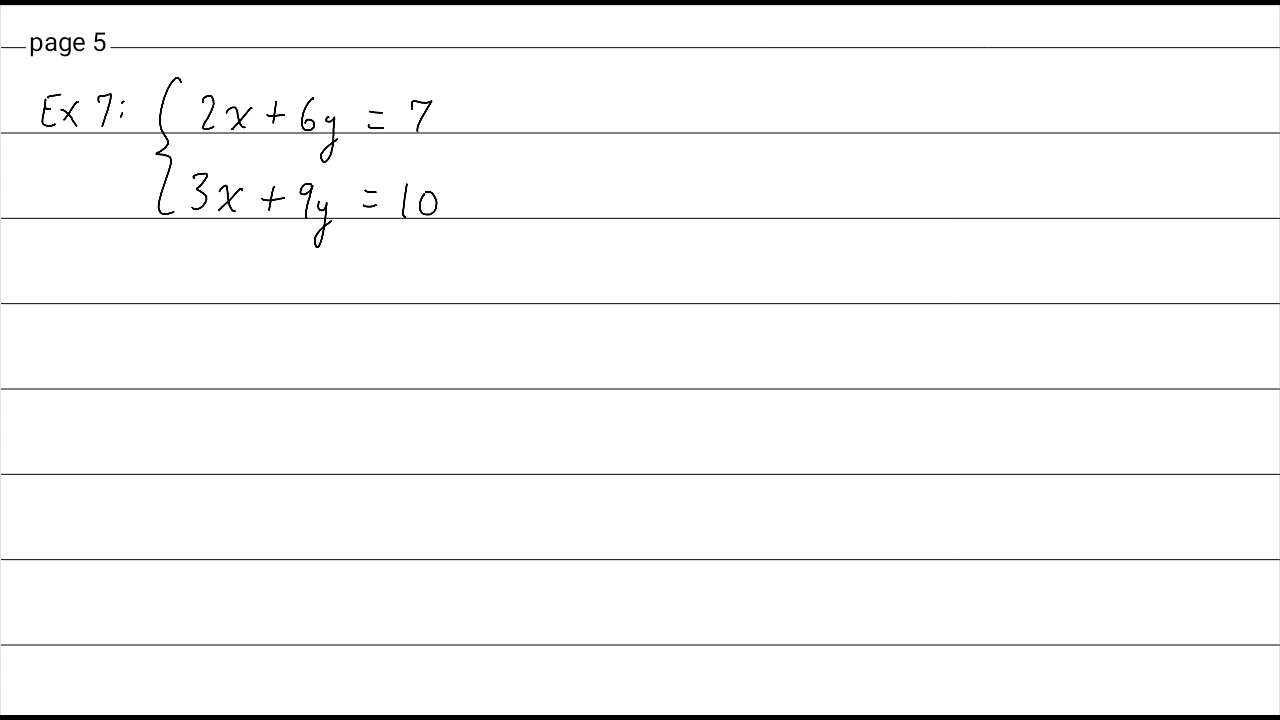 page 5
Ex 7: { 2x + 6y = 7
3x + 9y = 10